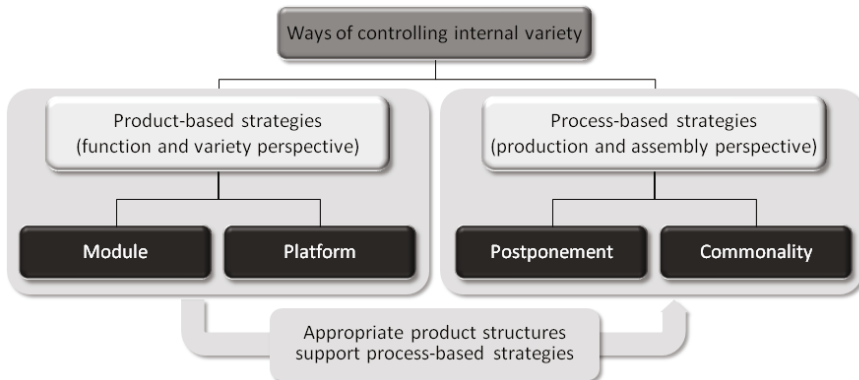 Ways of controlling internal variety
Product-based strategies
(function and variety perspective)
Process-based strategies
(production and assembly perspective)
Module
Platform
Postponement
Commonality
Appropriate product structures
support process-based strategies